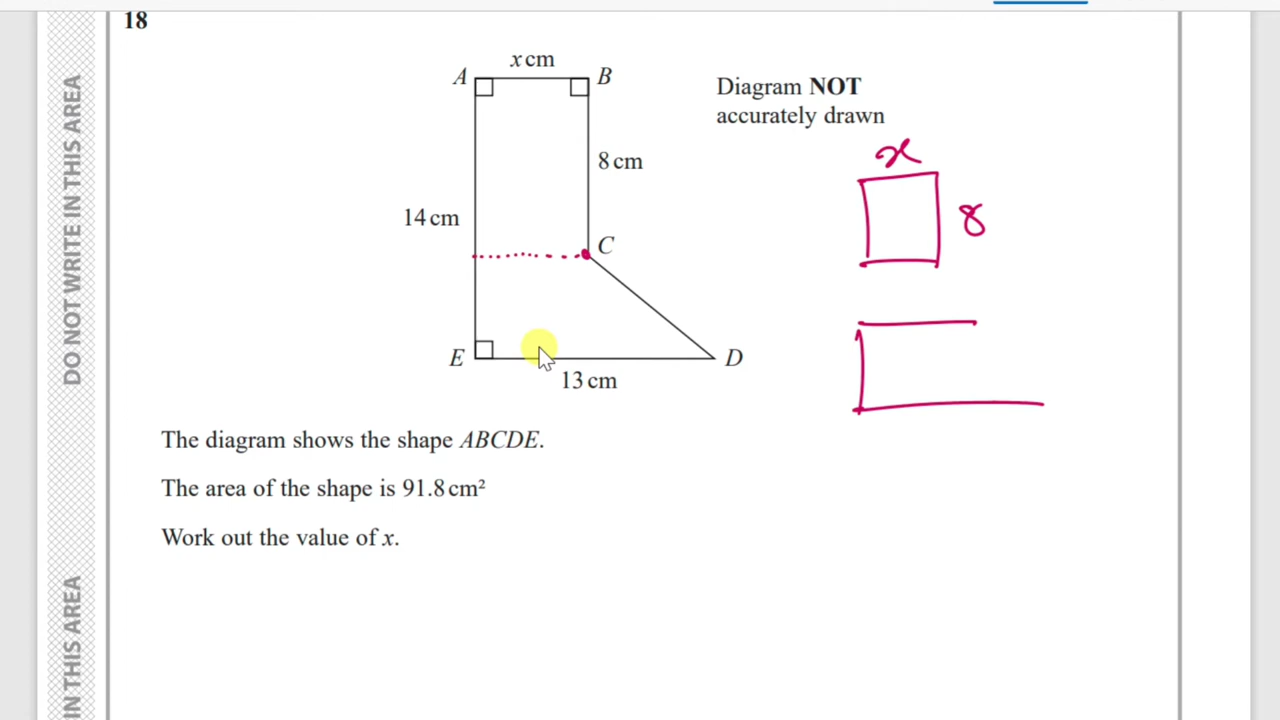 18
DO NOT WRITE IN THIS AREA
x cm
A
B
Diagram NOT
accurately drawn
x
8 cm
8
14 cm
C
E
D
13 cm
The diagram shows the shape ABCDE.
The area of the shape is 91.8 cm²
Work out the value of x.
IN THIS AREA